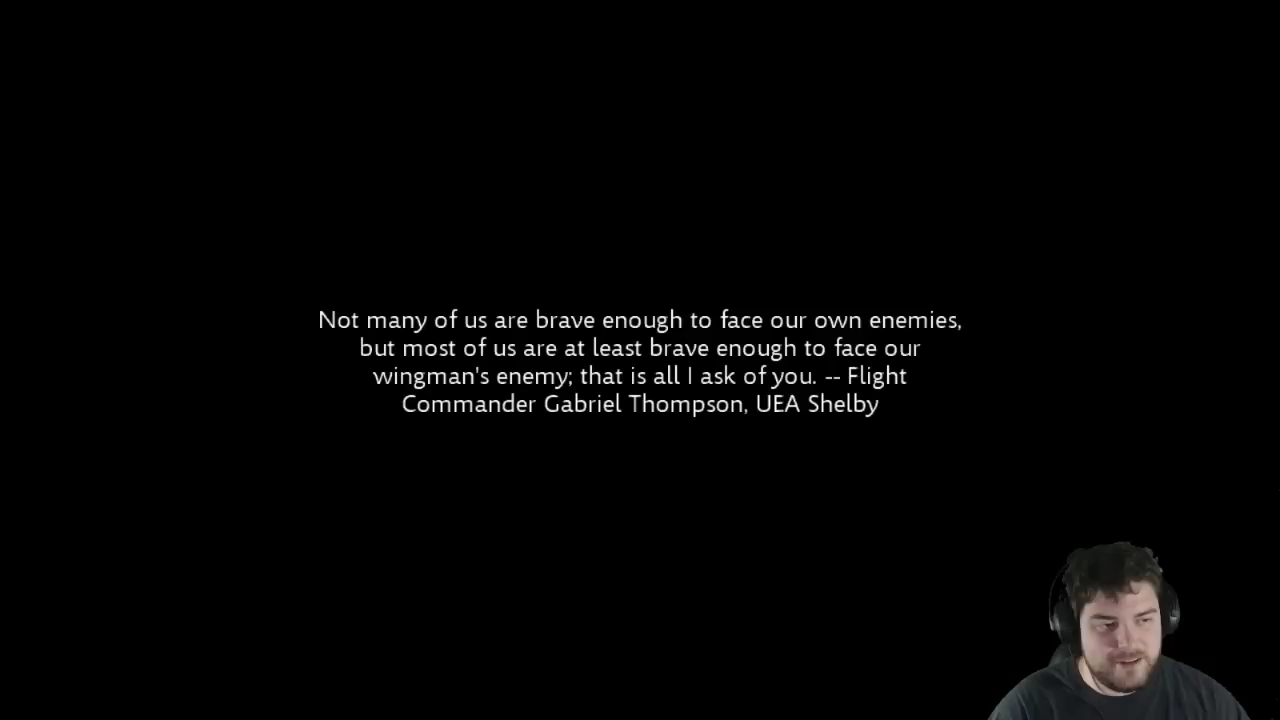 Not many of us are brave enough to face our own enemies,
but most of us are at least brave enough to face our
wingman's enemy; that is all I ask of you. -- Flight
Commander Gabriel Thompson, UEA Shelby